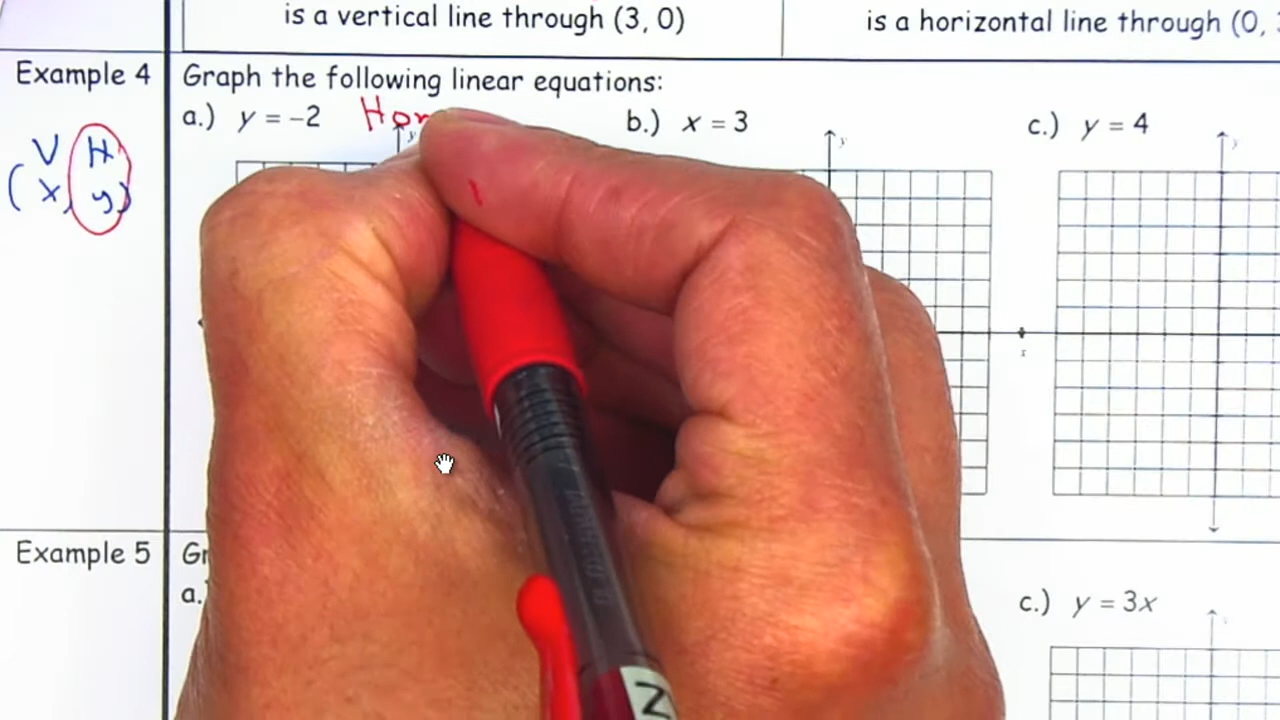 is a vertical line through (3, 0)
is a horizontal line through (0,
Example 4
Graph the following linear equations:
a.) y = -2
Hor
b.) x = 3
c.) y = 4
V H
(x, y)
y
y
y
x
Example 5
Gr
a.
c.) y = 3x
Z